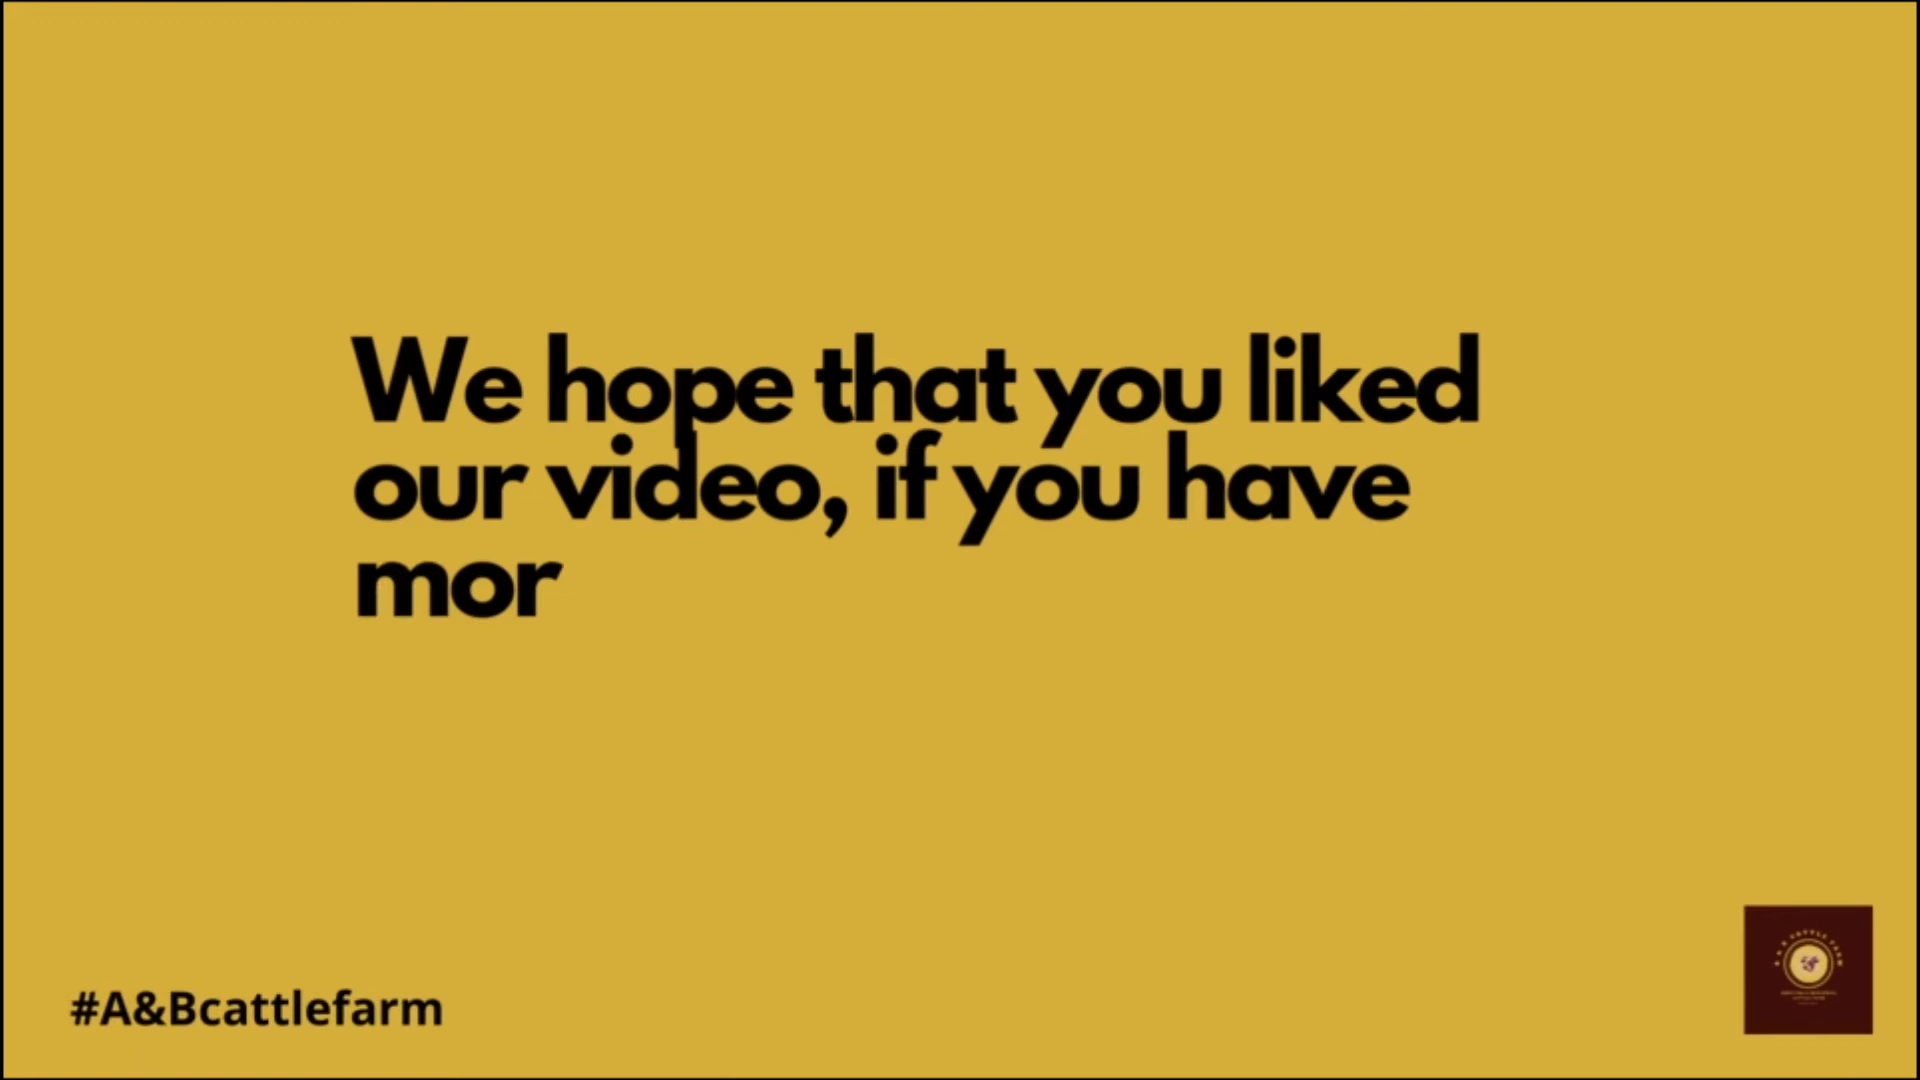 We hope that you liked
our video, if you have
mor
#A&Bcattlefarm